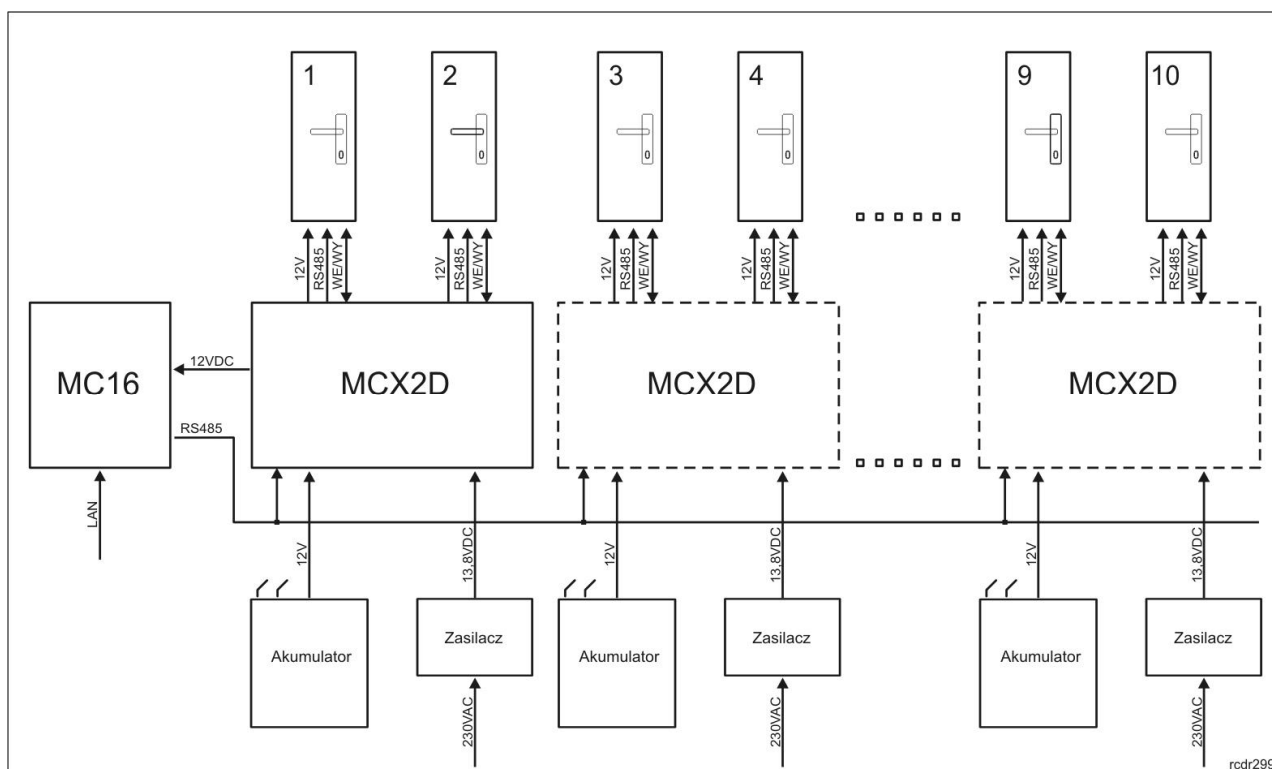 1
2
3
4
9
10
12V
RS485
WE/WY
12V
RS485
WE/WY
12V
RS485
WE/WY
12V
RS485
WE/WY
12V
RS485
WE/WY
12V
RS485
WE/WY
MC16
12VDC
MCX2D
MCX2D
MCX2D
RS485
LAN
12V
13,8VDC
12V
13,8VDC
12V
13,8VDC
Akumulator
Zasilacz
Akumulator
Zasilacz
Akumulator
Zasilacz
230VAC
230VAC
230VAC
rcdr299